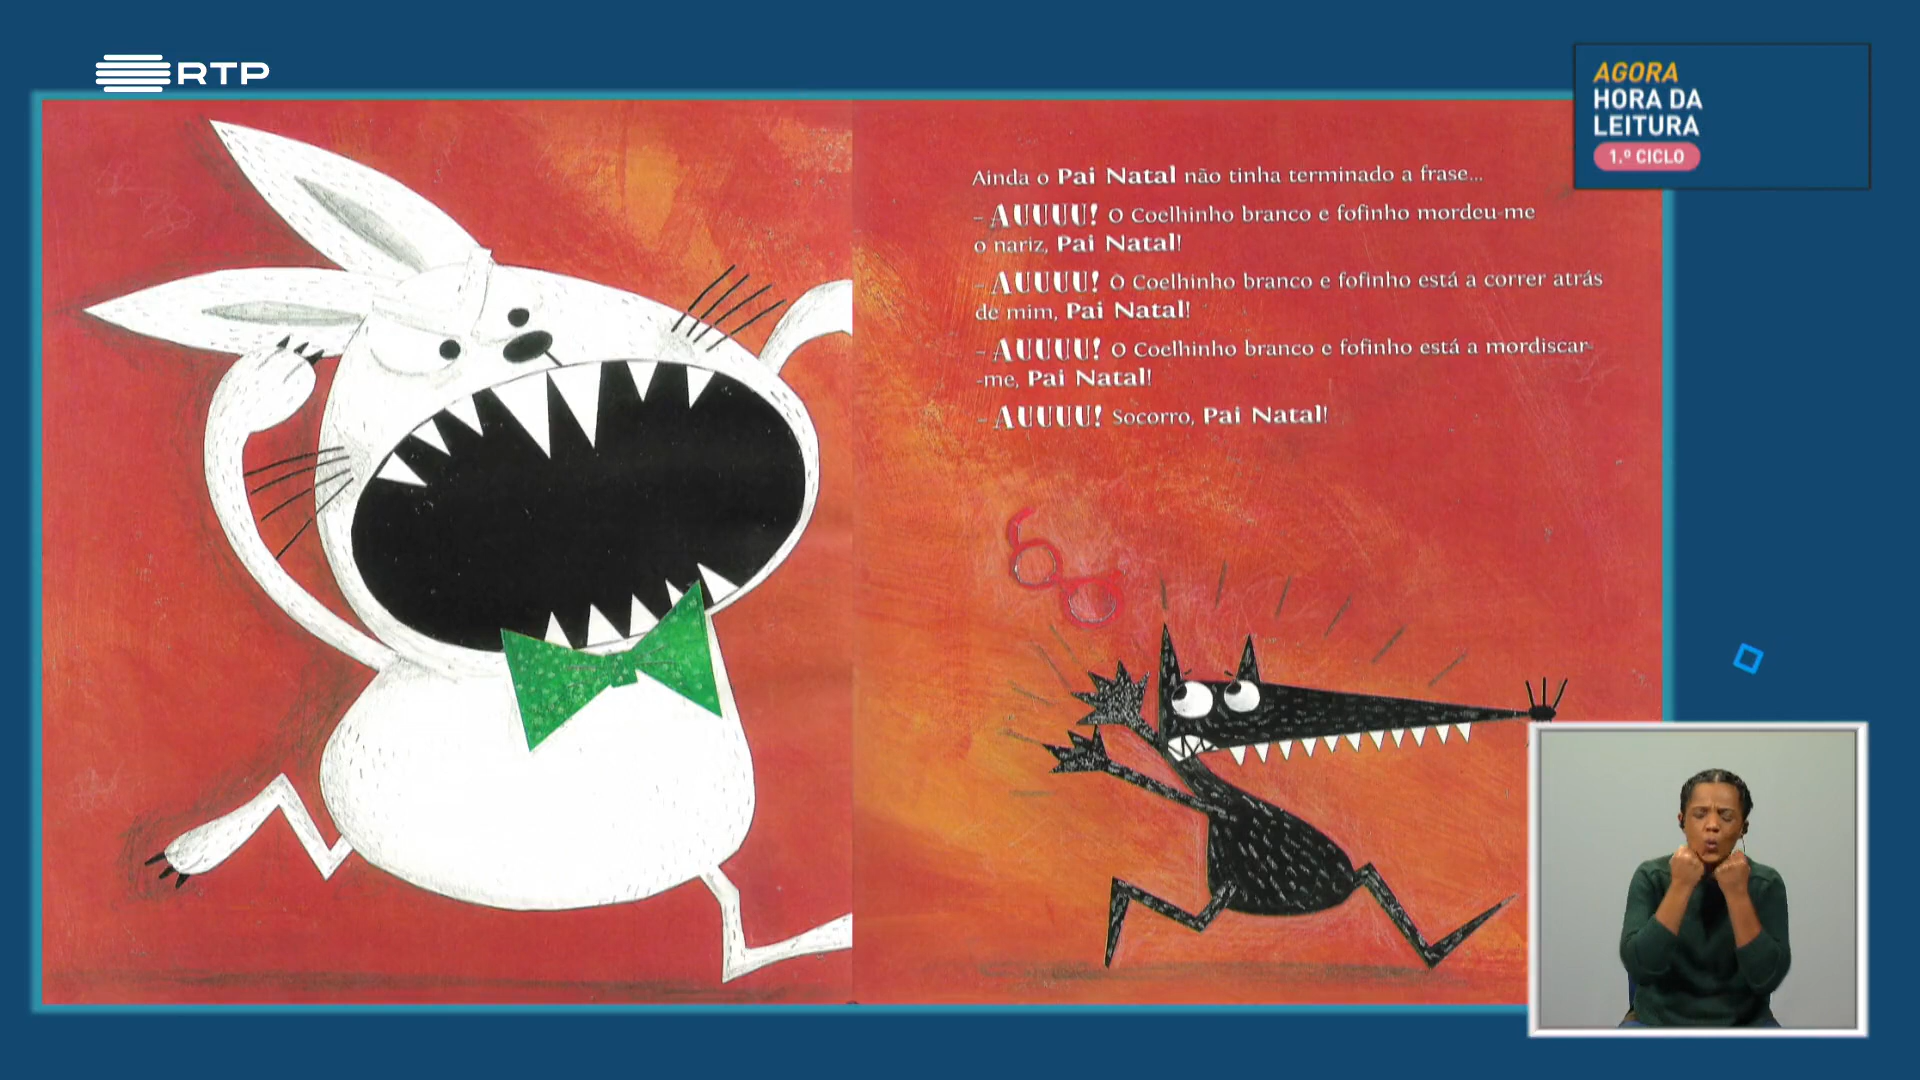 RTP
AGORA
HORA DA
LEITURA
1.º CICLO
Ainda o Pai Natal não tinha terminado a frase...
– AUUUU! O Coelhinho branco e fofinho mordeu-me
o nariz, Pai Natal!
– AUUUU! O Coelhinho branco e fofinho está a correr atrás
de mim, Pai Natal!
– AUUUU! O Coelhinho branco e fofinho está a mordiscar-
-me, Pai Natal!
– AUUUU! Socorro, Pai Natal!